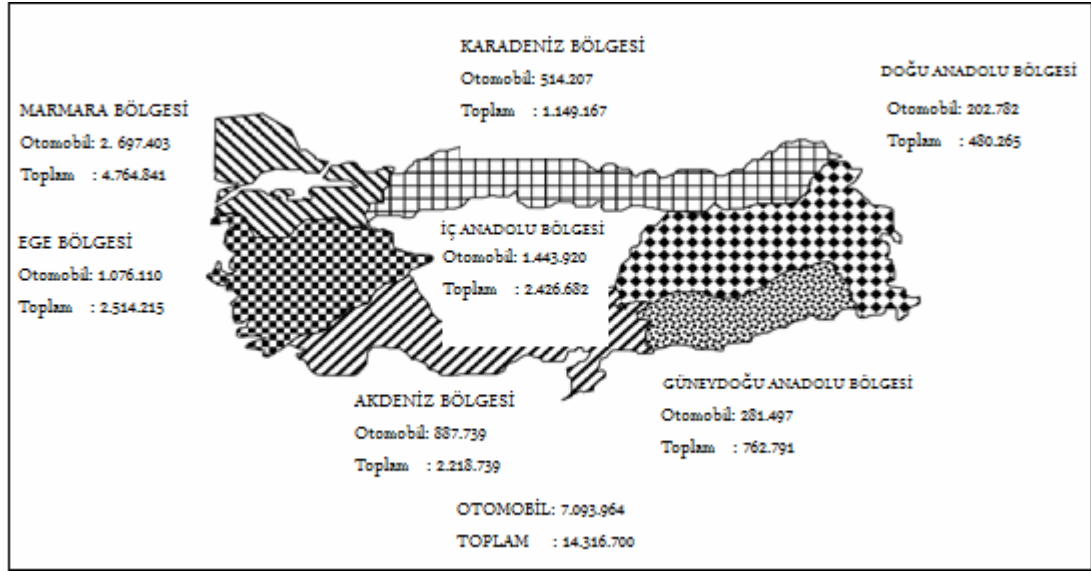 KARADENİZ BÖLGESİ
Otomobil: 514.207
Toplam : 1.149.167
DOĞU ANADOLU BÖLGESİ
Otomobil: 202.782
Toplam : 480.265
MARMARA BÖLGESİ
Otomobil: 2. 697.403
Toplam : 4.764.841
EGE BÖLGESİ
Otomobil: 1.076.110
Toplam : 2.514.215
İÇ ANADOLU BÖLGESİ
Otomobil: 1.443.920
Toplam : 2.426.682
AKDENİZ BÖLGESİ
Otomobil: 887.739
Toplam : 2.218.739
GÜNEYDOĞU ANADOLU BÖLGESİ
Otomobil: 281.497
Toplam : 762.791
OTOMOBİL: 7.093.964
TOPLAM : 14.316.700